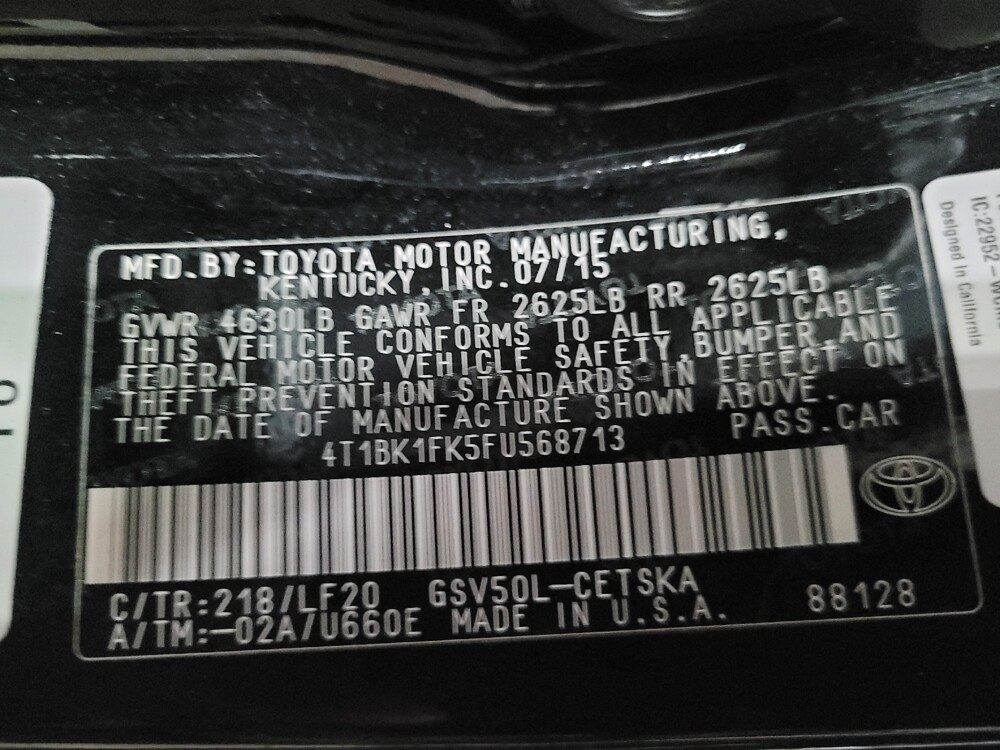 MFD.BY:TOYOTA MOTOR MANUFACTURING,
KENTUCKY, INC. 07/15
GVWR 4630LB GAWR FR 2625LB RR 2625LB
THIS VEHICLE CONFORMS TO ALL APPLICABLE
FEDERAL MOTOR VEHICLE SAFETY,BUMPER,AND
THEFT PREVENTION STANDARDS IN EFFECT ON
THE DATE OF MANUFACTURE SHOWN ABOVE.
4T1BK1FK5FU568713 PASS.CAR
C/TR:218/LF20 GSV50L-CETSKA
A/TM:-02A/U660E MADE IN U.S.A. 88128
IC:22952-
Designed in California